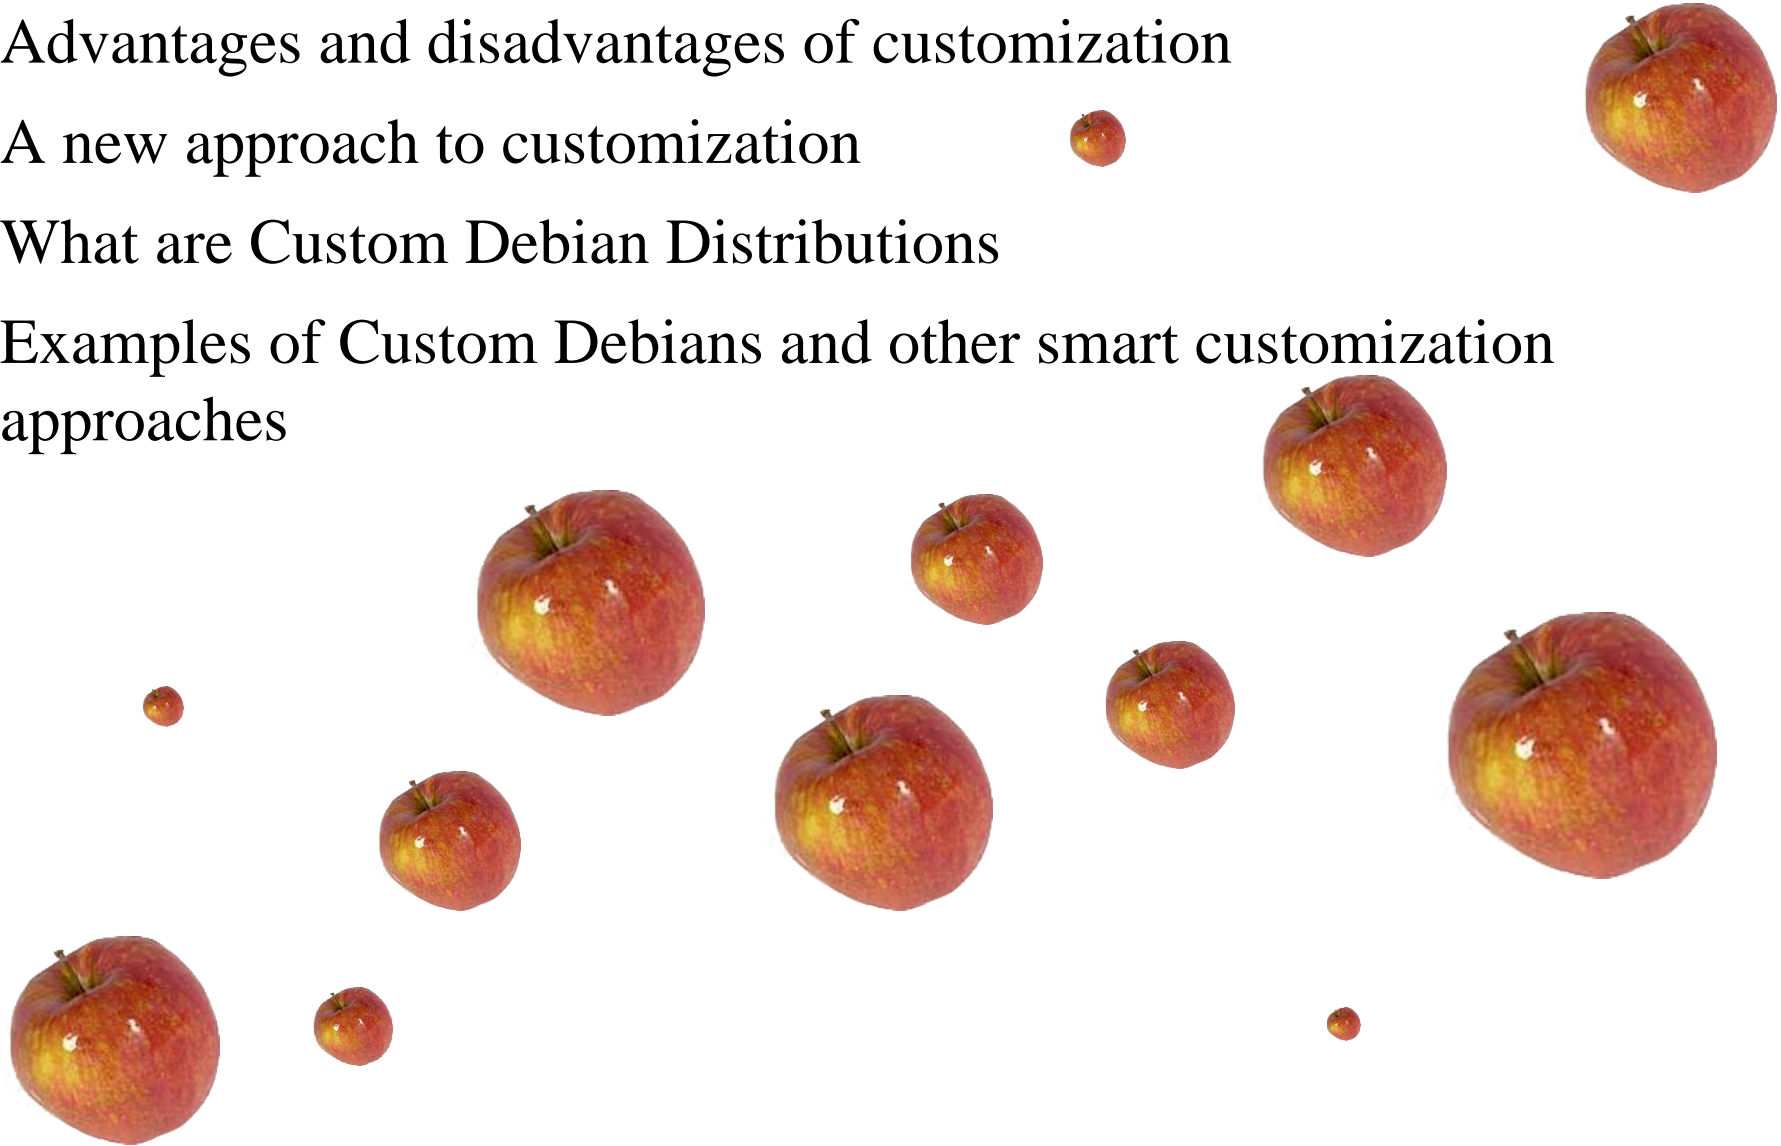 Advantages and disadvantages of customization
A new approach to customization
What are Custom Debian Distributions
Examples of Custom Debians and other smart customization
approaches